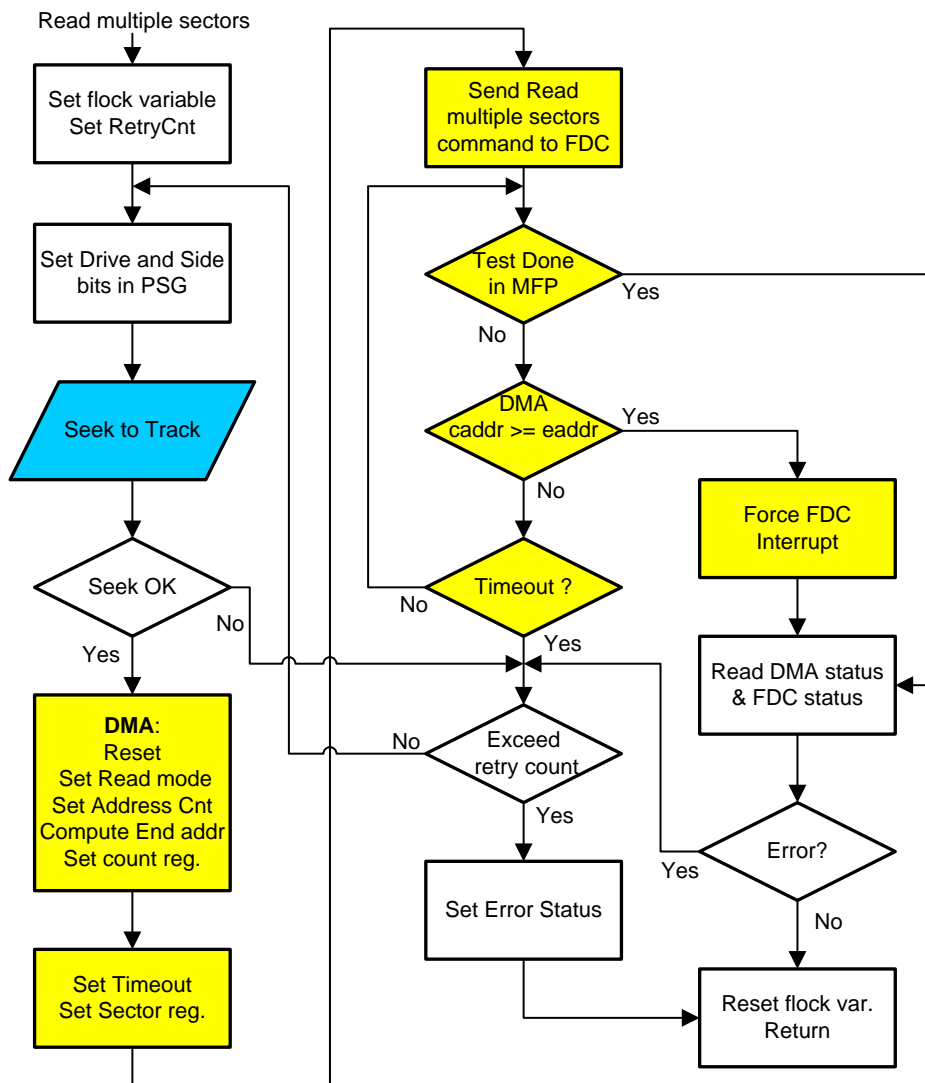 Read multiple sectors
Set flock variable
Set RetryCnt
Set Drive and Side
bits in PSG
Seek to Track
Seek OK
No
Yes
DMA:
Reset
Set Read mode
Set Address Cnt
Compute End addr
Set count reg.
Set Timeout
Set Sector reg.
Send Read
multiple sectors
command to FDC
Test Done
in MFP
Yes
No
DMA
caddr >= eaddr
Yes
No
Force FDC
Interrupt
Timeout ?
No
Yes
Read DMA status
& FDC status
Exceed
retry count
No
Yes
Error?
Yes
No
Set Error Status
Reset flock var.
Return